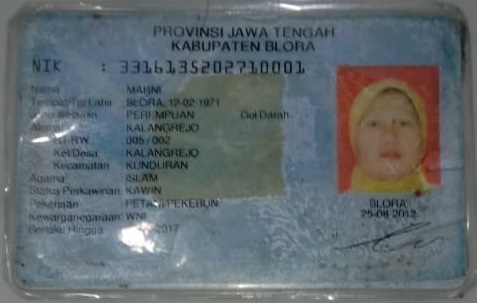 PROVINSI JAWA TENGAH
KABUPATEN BLORA
NIK : 3316135202710001
Nama : MARNI
Tempat/Tgl Lahir : BLORA, 12-02-1971
Jenis Kelamin : PEREMPUAN Gol Darah
Alamat : KALANGREJO
RT/RW : 005 / 002
Kel/Desa : KALANGREJO
Kecamatan : KUNDURAN
Agama : ISLAM
Status Perkawinan: KAWIN
Pekerjaan : PETANI/PEKEBUN
Kewarganegaraan: WNI
Berlaku Hingga : 2017
BLORA
25-08-2012